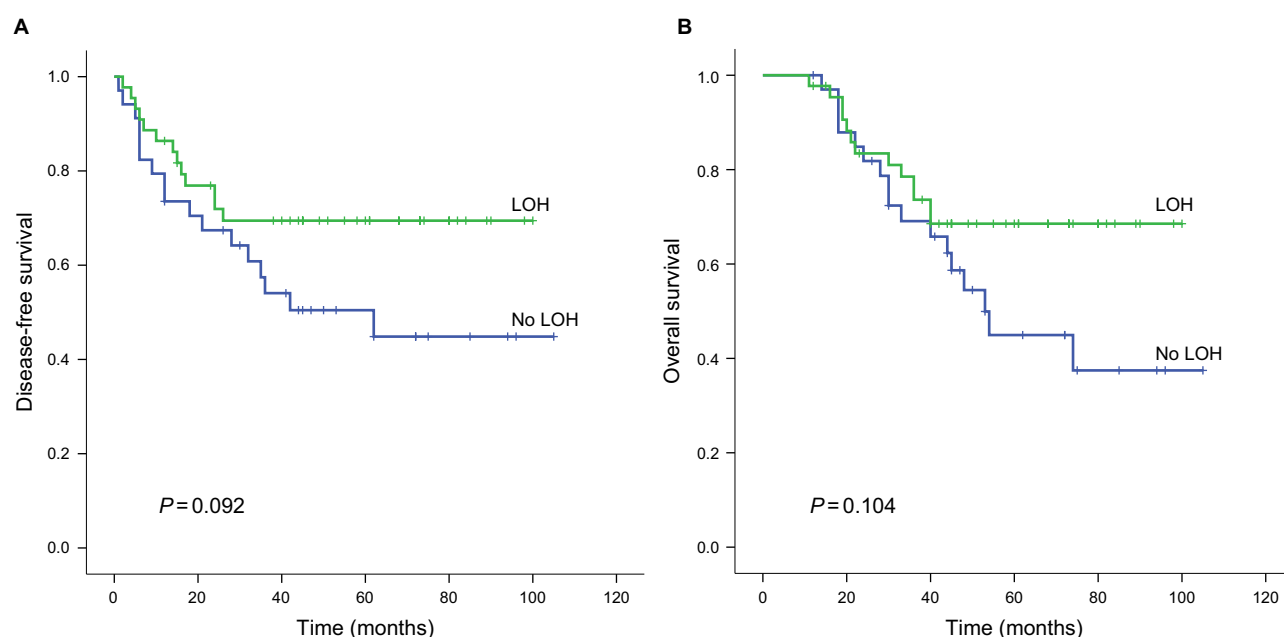 A
Disease-free survival
1.0
0.8
0.6
0.4
0.2
0.0
LOH
No LOH
P=0.092
0 20 40 60 80 100 120
Time (months)
B
Overall survival
1.0
0.8
0.6
0.4
0.2
0.0
LOH
No LOH
P=0.104
0 20 40 60 80 100 120
Time (months)